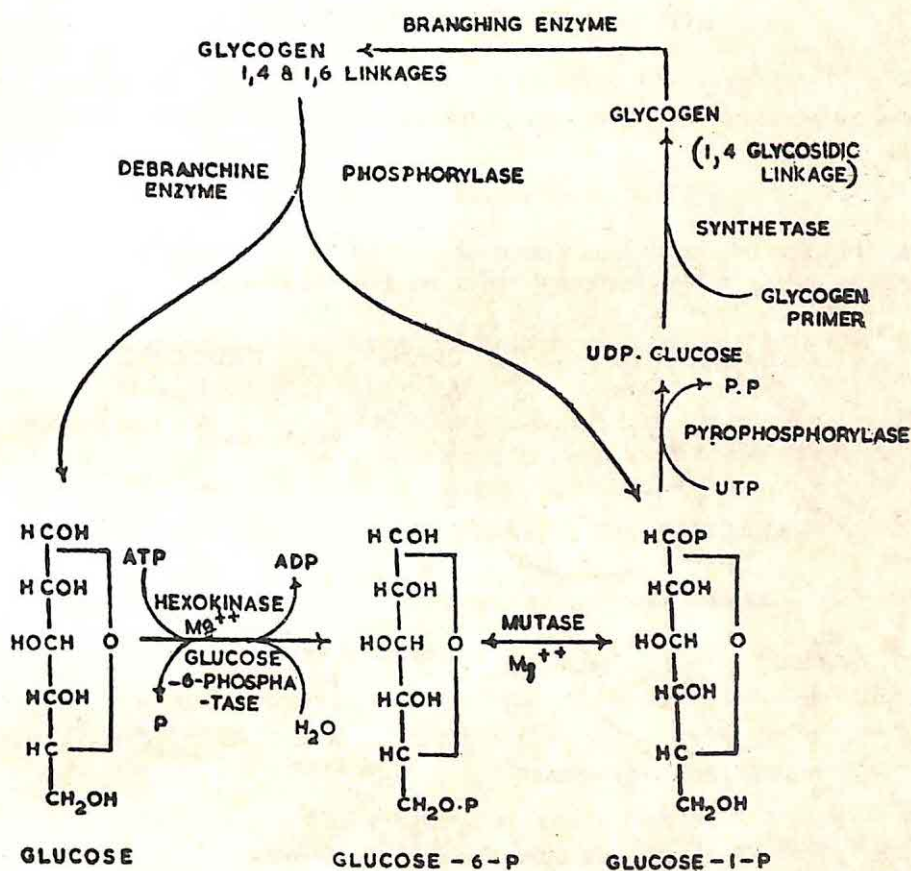 BRANGHING ENZYME
GLYCOGEN
1,4 & 1,6 LINKAGES
GLYCOGEN
(1,4 GLYCOSIDIC
LINKAGE)
DEBRANCHINE
ENZYME
PHOSPHORYLASE
SYNTHETASE
GLYCOGEN
PRIMER
UDP. CLUCOSE
P.P
PYROPHOSPHORYLASE
UTP
HCOH
HCOH
HOCH
O
HCOH
HC
CH₂OH
GLUCOSE
ATP
ADP
HEXOKINASE
Mg++
GLUCOSE
-6-PHOSPHA
-TASE
P
H₂O
HCOH
HCOH
HOCH
O
HCOH
HC
CH₂O.P
GLUCOSE-6-P
MUTASE
Mg++
HCOP
HCOH
HOCH
O
HCOH
HC
CH₂OH
GLUCOSE-1-P